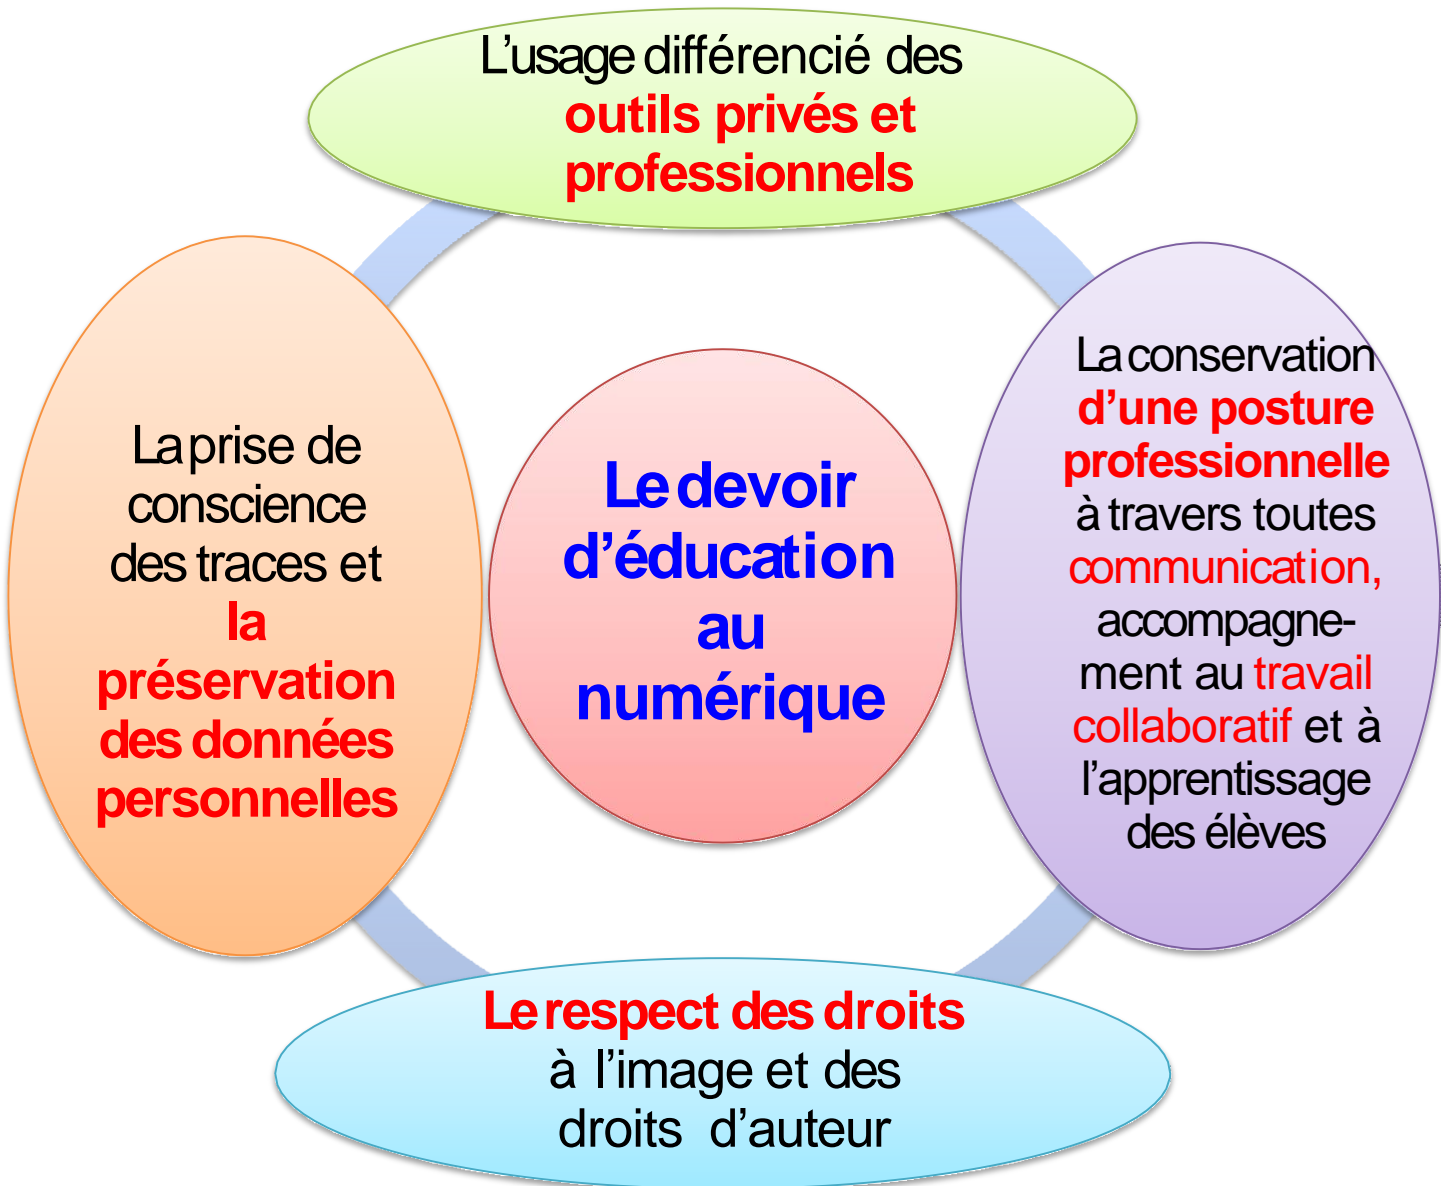 L'usage différencié des
outils privés et
professionnels
La prise de
conscience
des traces et
la
préservation
des données
personnelles
Le devoir
d'éducation
au
numérique
La conservation
d'une posture
professionnelle
à travers toutes
communication,
accompagne-
ment au travail
collaboratif et à
l'apprentissage
des élèves
Le respect des droits
à l'image et des
droits d'auteur